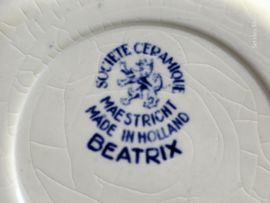 SOCIETE CERAMIQUE
MAESTRICHT
MADE IN HOLLAND
BEATRIX